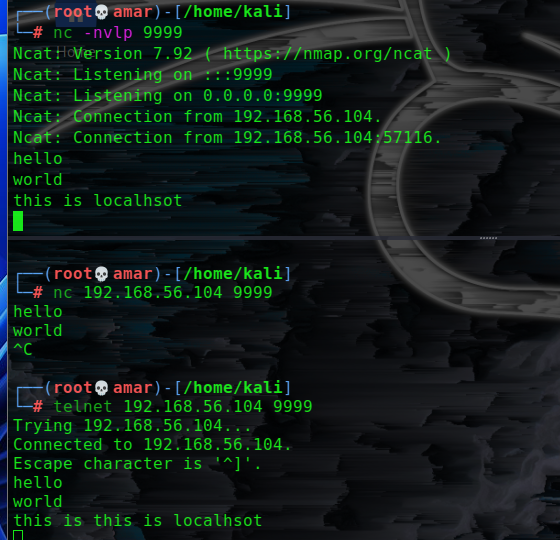 ┌──(root💀amar)-[/home/kali]
└─# nc -nvlp 9999
Ncat: Version 7.92 ( https://nmap.org/ncat )
Ncat: Listening on :::9999
Ncat: Listening on 0.0.0.0:9999
Ncat: Connection from 192.168.56.104.
Ncat: Connection from 192.168.56.104:57116.
hello
world
this is localhsot
┌──(root💀amar)-[/home/kali]
└─# nc 192.168.56.104 9999
hello
world
^C
┌──(root💀amar)-[/home/kali]
└─# telnet 192.168.56.104 9999
Trying 192.168.56.104...
Connected to 192.168.56.104.
Escape character is '^]'.
hello
world
this is this is localhsot